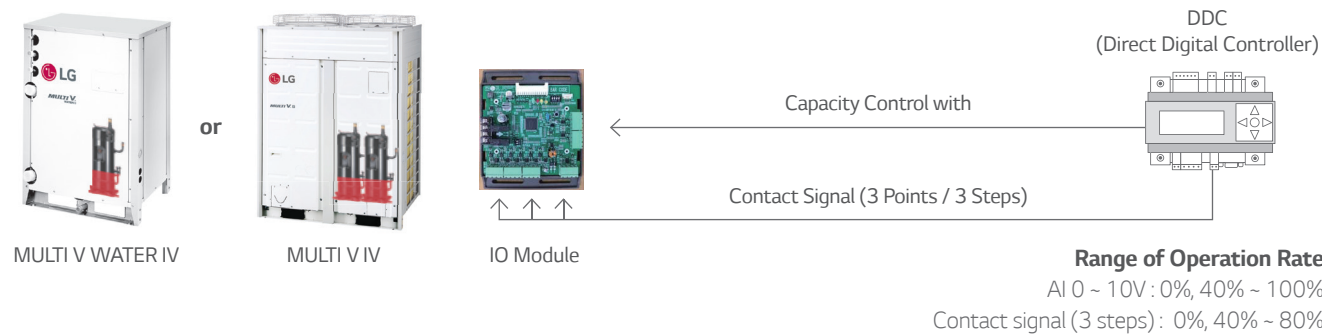 DDC
(Direct Digital Controller)
LG
MULTI V
LG
MULTI V
or
Capacity Control with
Contact Signal (3 Points / 3 Steps)
MULTI V WATER IV
MULTI V IV
IO Module
Range of Operation Rate
AI 0 ~ 10V : 0%, 40% ~ 100%
Contact signal (3 steps) : 0%, 40% ~ 80%